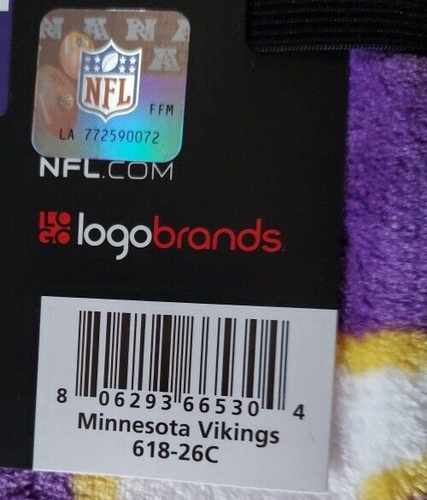 NFL
FFM
LA 772590072
NFL.COM
LOGO logobrands
8 06293 66530 4
Minnesota Vikings
618-26C